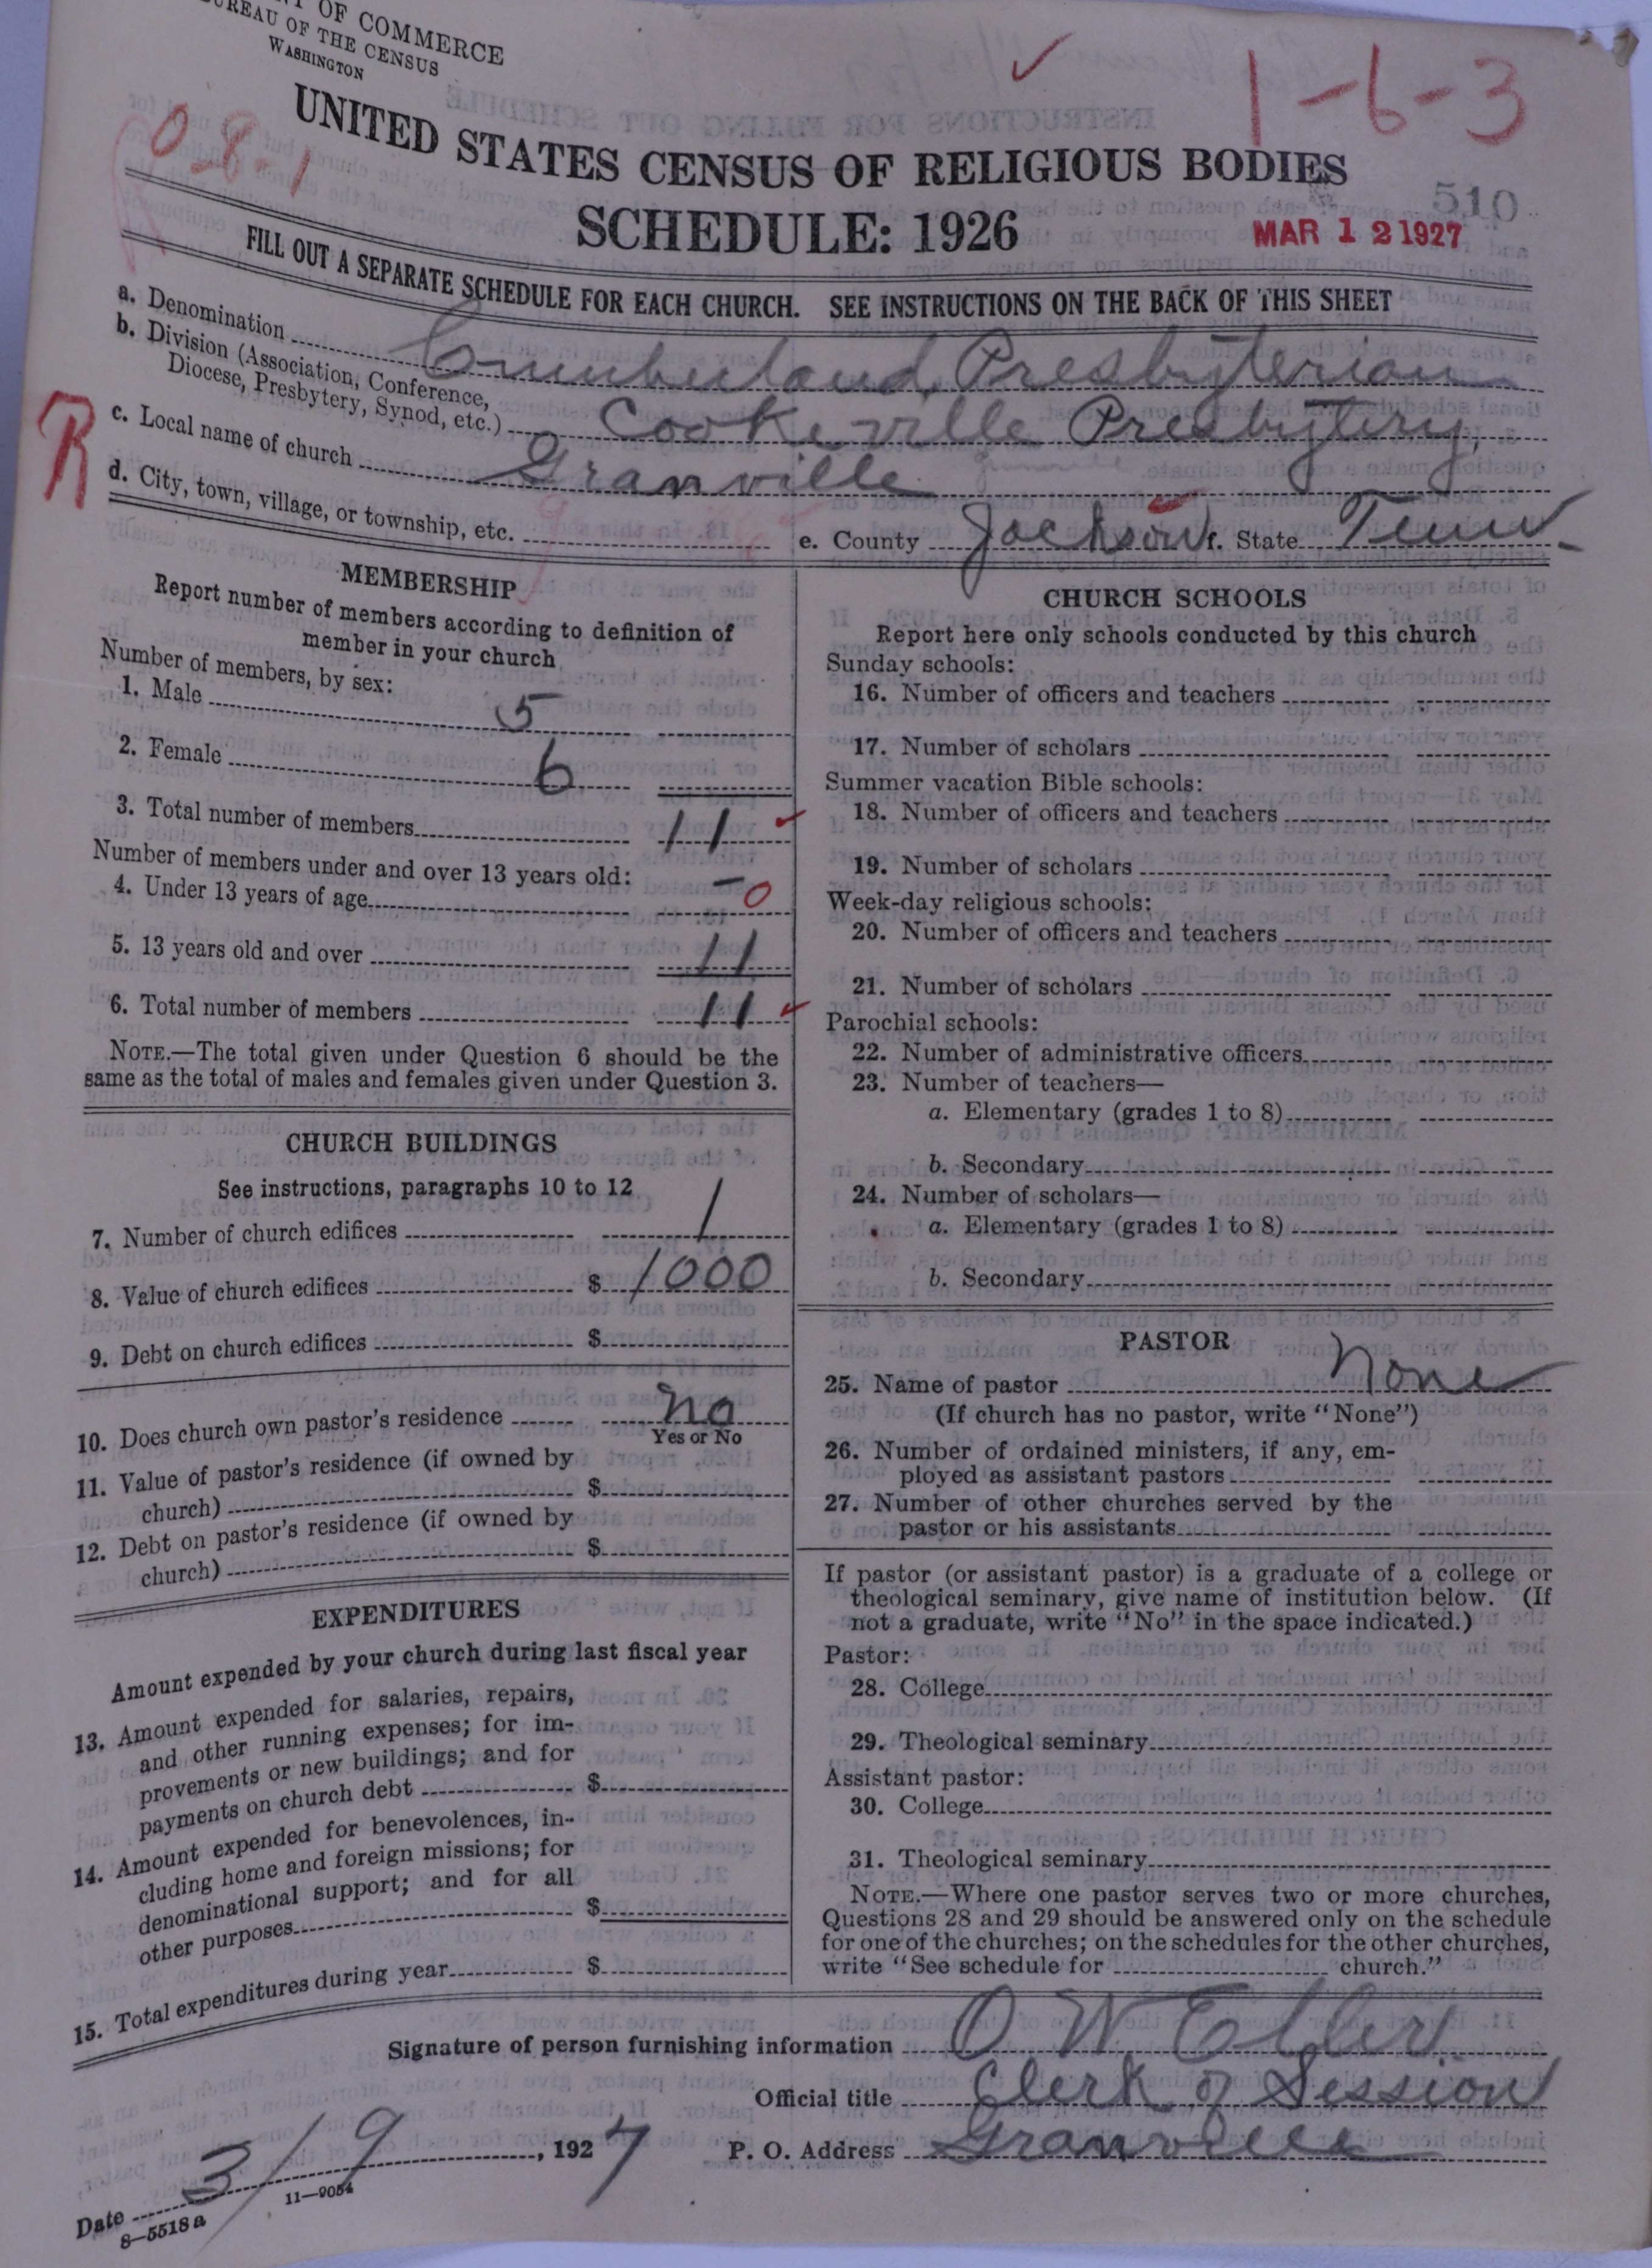 OF COMMERCE
BUREAU OF THE CENSUS
WASHINGTON
0-8-1
1-6-3
UNITED STATES CENSUS OF RELIGIOUS BODIES
510
SCHEDULE: 1926
MAR 12 1927
FILL OUT A SEPARATE SCHEDULE FOR EACH CHURCH. SEE INSTRUCTIONS ON THE BACK OF THIS SHEET
a. Denomination Cumberland Presbyterian
b. Division (Association, Conference,
Diocese, Presbytery, Synod, etc.) Cookeville Presbytery,
R
c. Local name of church Granville
d. City, town, village, or township, etc. e. County Jackson f. State Tenn.
MEMBERSHIP
Report number of members according to definition of
member in your church
Number of members, by sex:
1. Male 5
2. Female 6
3. Total number of members 11
Number of members under and over 13 years old:
4. Under 13 years of age - 0
5. 13 years old and over 11
6. Total number of members 11
NOTE.—The total given under Question 6 should be the
same as the total of males and females given under Question 3.
CHURCH BUILDINGS
See instructions, paragraphs 10 to 12
7. Number of church edifices 1
8. Value of church edifices $ 1000
9. Debt on church edifices $
10. Does church own pastor's residence no
Yes or No
11. Value of pastor's residence (if owned by
church) $
12. Debt on pastor's residence (if owned by
church) $
EXPENDITURES
Amount expended by your church during last fiscal year
13. Amount expended for salaries, repairs,
and other running expenses; for im-
provements or new buildings; and for
payments on church debt $
14. Amount expended for benevolences, in-
cluding home and foreign missions; for
denominational support; and for all
other purposes $
15. Total expenditures during year $
CHURCH SCHOOLS
Report here only schools conducted by this church
Sunday schools:
16. Number of officers and teachers
17. Number of scholars
Summer vacation Bible schools:
18. Number of officers and teachers
19. Number of scholars
Week-day religious schools:
20. Number of officers and teachers
21. Number of scholars
Parochial schools:
22. Number of administrative officers
23. Number of teachers—
a. Elementary (grades 1 to 8)
b. Secondary
24. Number of scholars—
a. Elementary (grades 1 to 8)
b. Secondary
PASTOR
25. Name of pastor None
(If church has no pastor, write "None")
26. Number of ordained ministers, if any, em-
ployed as assistant pastors
27. Number of other churches served by the
pastor or his assistants
If pastor (or assistant pastor) is a graduate of a college or
theological seminary, give name of institution below. (If
not a graduate, write "No" in the space indicated.)
Pastor:
28. College
29. Theological seminary
Assistant pastor:
30. College
31. Theological seminary
NOTE.—Where one pastor serves two or more churches,
Questions 28 and 29 should be answered only on the schedule
for one of the churches; on the schedules for the other churches,
write "See schedule for church."
Signature of person furnishing information O W
Official title Clerk of Session
Date 3/9, 1927 P. O. Address Granville
8—5518a 11—9054